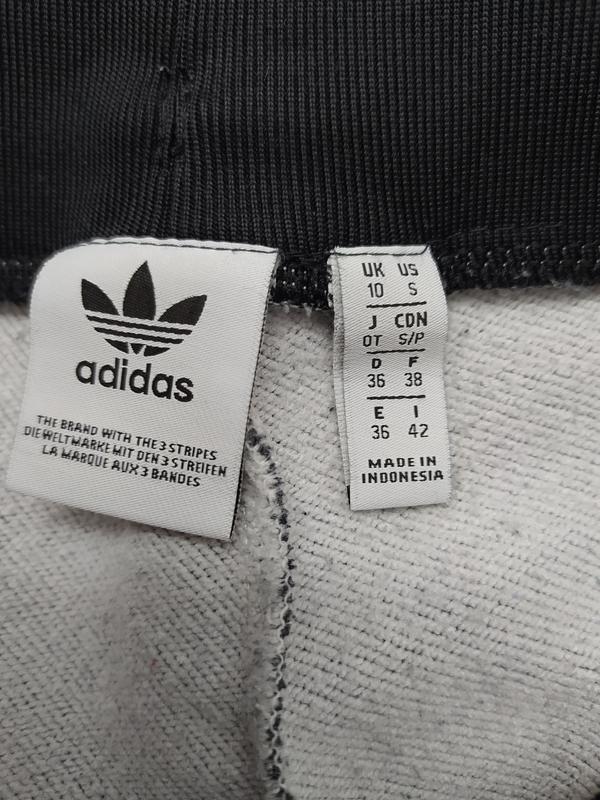 adidas
THE BRAND WITH THE 3 STRIPES
DIE WELTMARKE MIT DEN 3 STREIFEN
LA MARQUE AUX 3 BANDES
UK US
10 S
J CDN
OT S/P
D F
36 38
E I
36 42
MADE IN
INDONESIA